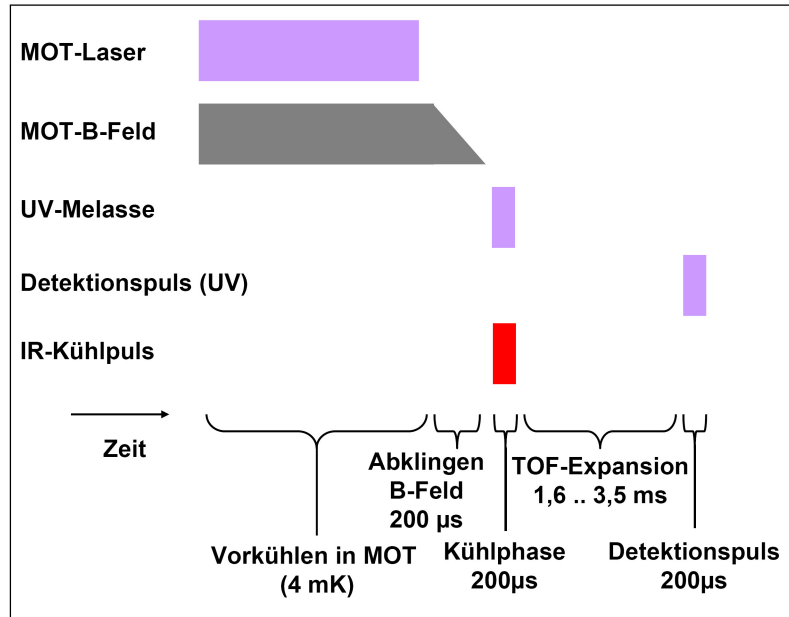 MOT-Laser
MOT-B-Feld
UV-Melasse
Detektionspuls (UV)
IR-Kühlpuls
Zeit
Abklingen
B-Feld
200 µs
TOF-Expansion
1,6 .. 3,5 ms
Vorkühlen in MOT
(4 mK)
Kühlphase
200µs
Detektionspuls
200µs